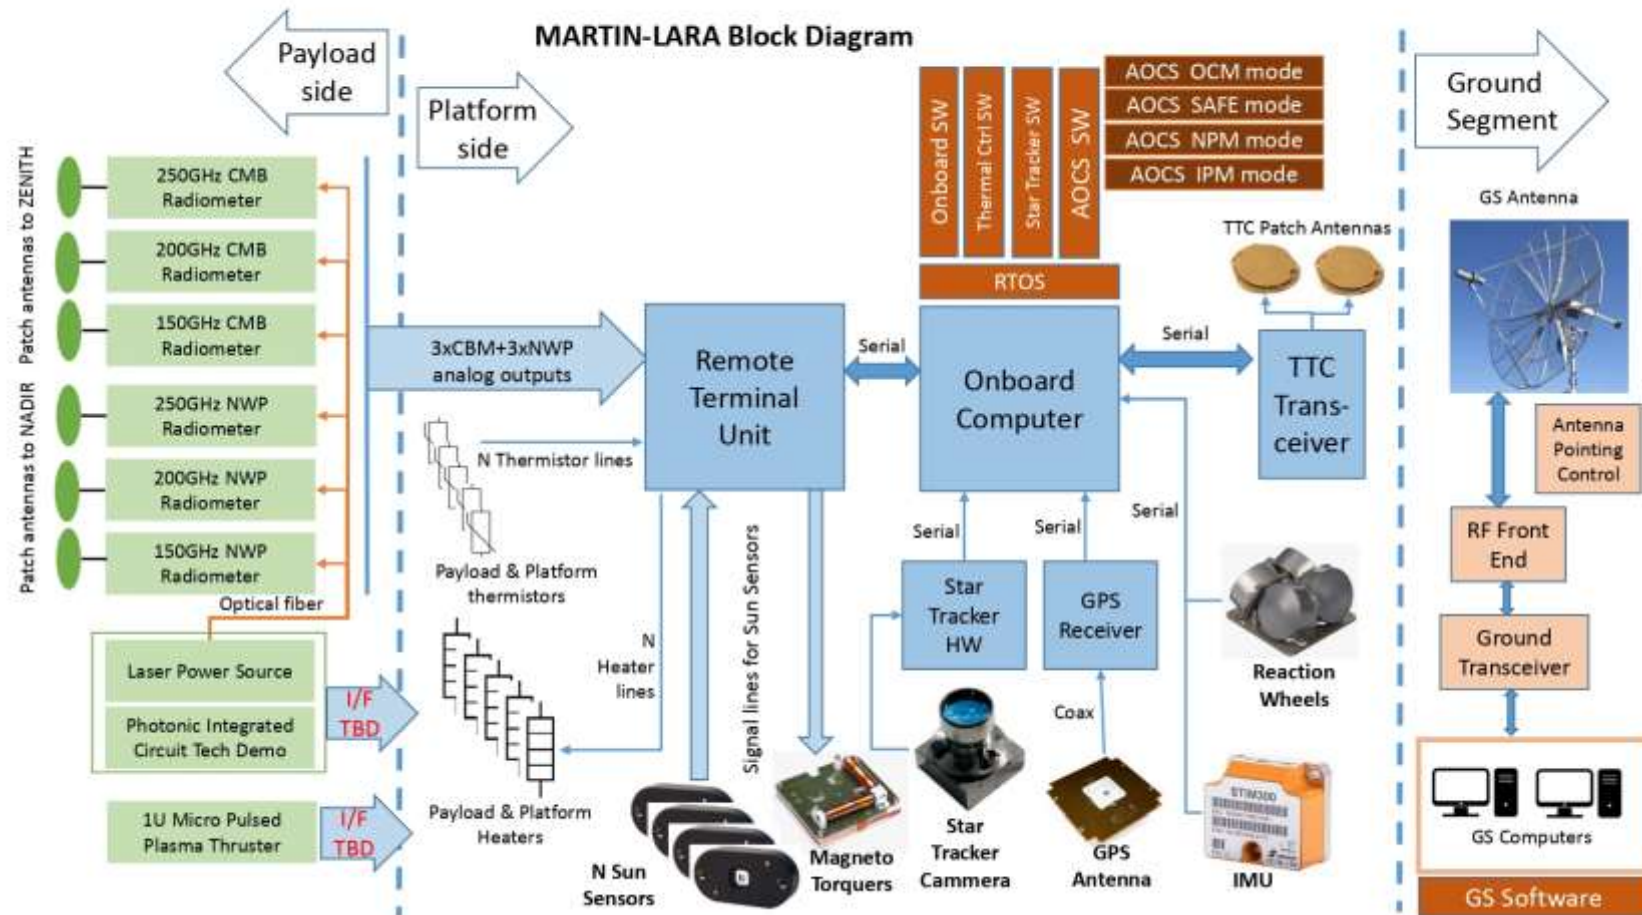 MARTIN-LARA Block Diagram
Payload
side
Platform
side
Ground
Segment
Patch antennas to ZENITH
Patch antennas to NADIR
250GHz CMB
Radiometer
200GHz CMB
Radiometer
150GHz CMB
Radiometer
250GHz NWP
Radiometer
200GHz NWP
Radiometer
150GHz NWP
Radiometer
Optical fiber
Laser Power Source
Photonic Integrated
Circuit Tech Demo
I/F
TBD
1U Micro Pulsed
Plasma Thruster
I/F
TBD
3xCBM+3xNWP
analog outputs
N Thermistor lines
Payload & Platform
thermistors
N
Heater
lines
Payload & Platform
Heaters
Remote
Terminal
Unit
Signal lines for Sun Sensors
N Sun
Sensors
Magneto
Torquers
Serial
Onboard SW
Thermal Ctrl SW
Star Tracker SW
AOCS SW
AOCS OCM mode
AOCS SAFE mode
AOCS NPM mode
AOCS IPM mode
RTOS
Onboard
Computer
Serial
TTC Patch Antennas
TTC
Trans-
ceiver
Serial
Serial
Serial
Star
Tracker
HW
GPS
Receiver
Coax
Star
Tracker
Cammera
GPS
Antenna
Reaction
Wheels
STIM300
IMU
GS Antenna
Antenna
Pointing
Control
RF Front
End
Ground
Transceiver
GS Computers
GS Software